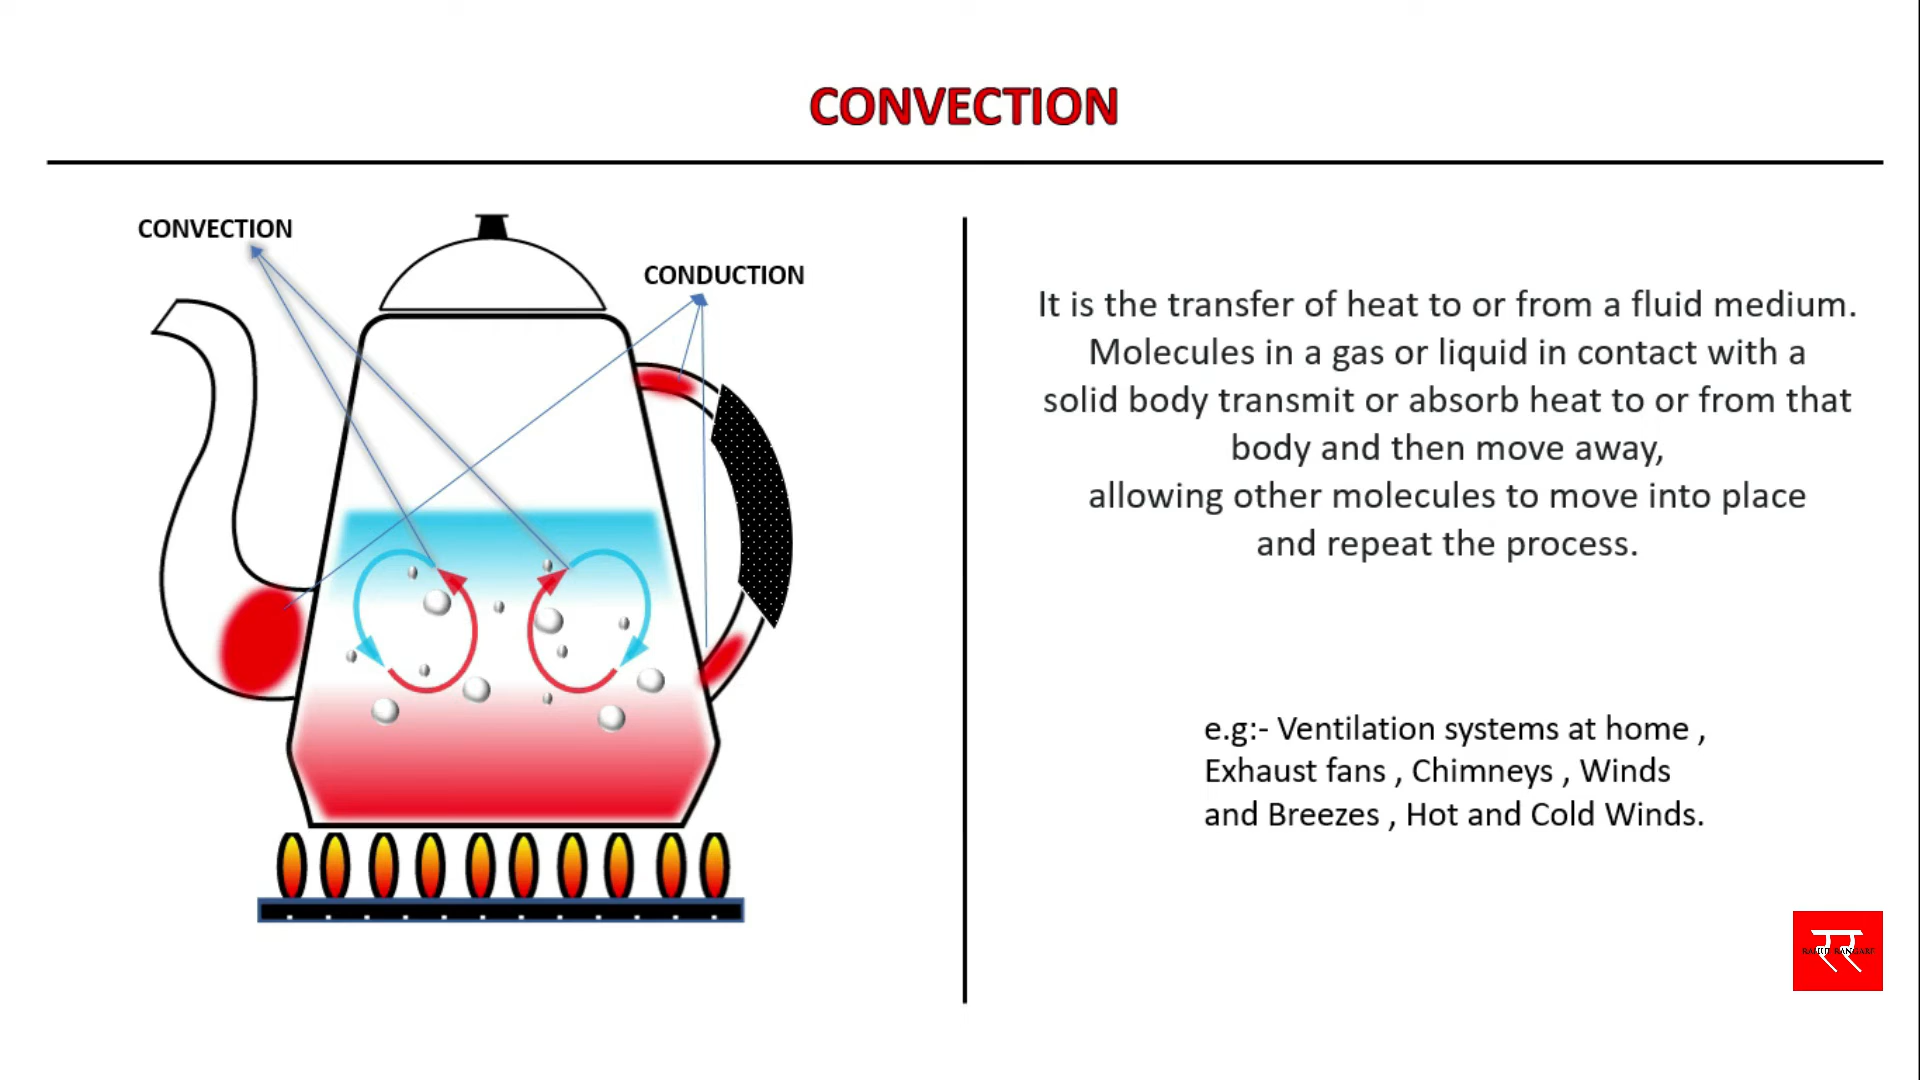 CONVECTION
CONVECTION
CONDUCTION
It is the transfer of heat to or from a fluid medium.
Molecules in a gas or liquid in contact with a
solid body transmit or absorb heat to or from that
body and then move away,
allowing other molecules to move into place
and repeat the process.
e.g:- Ventilation systems at home ,
Exhaust fans , Chimneys , Winds
and Breezes , Hot and Cold Winds.
रर